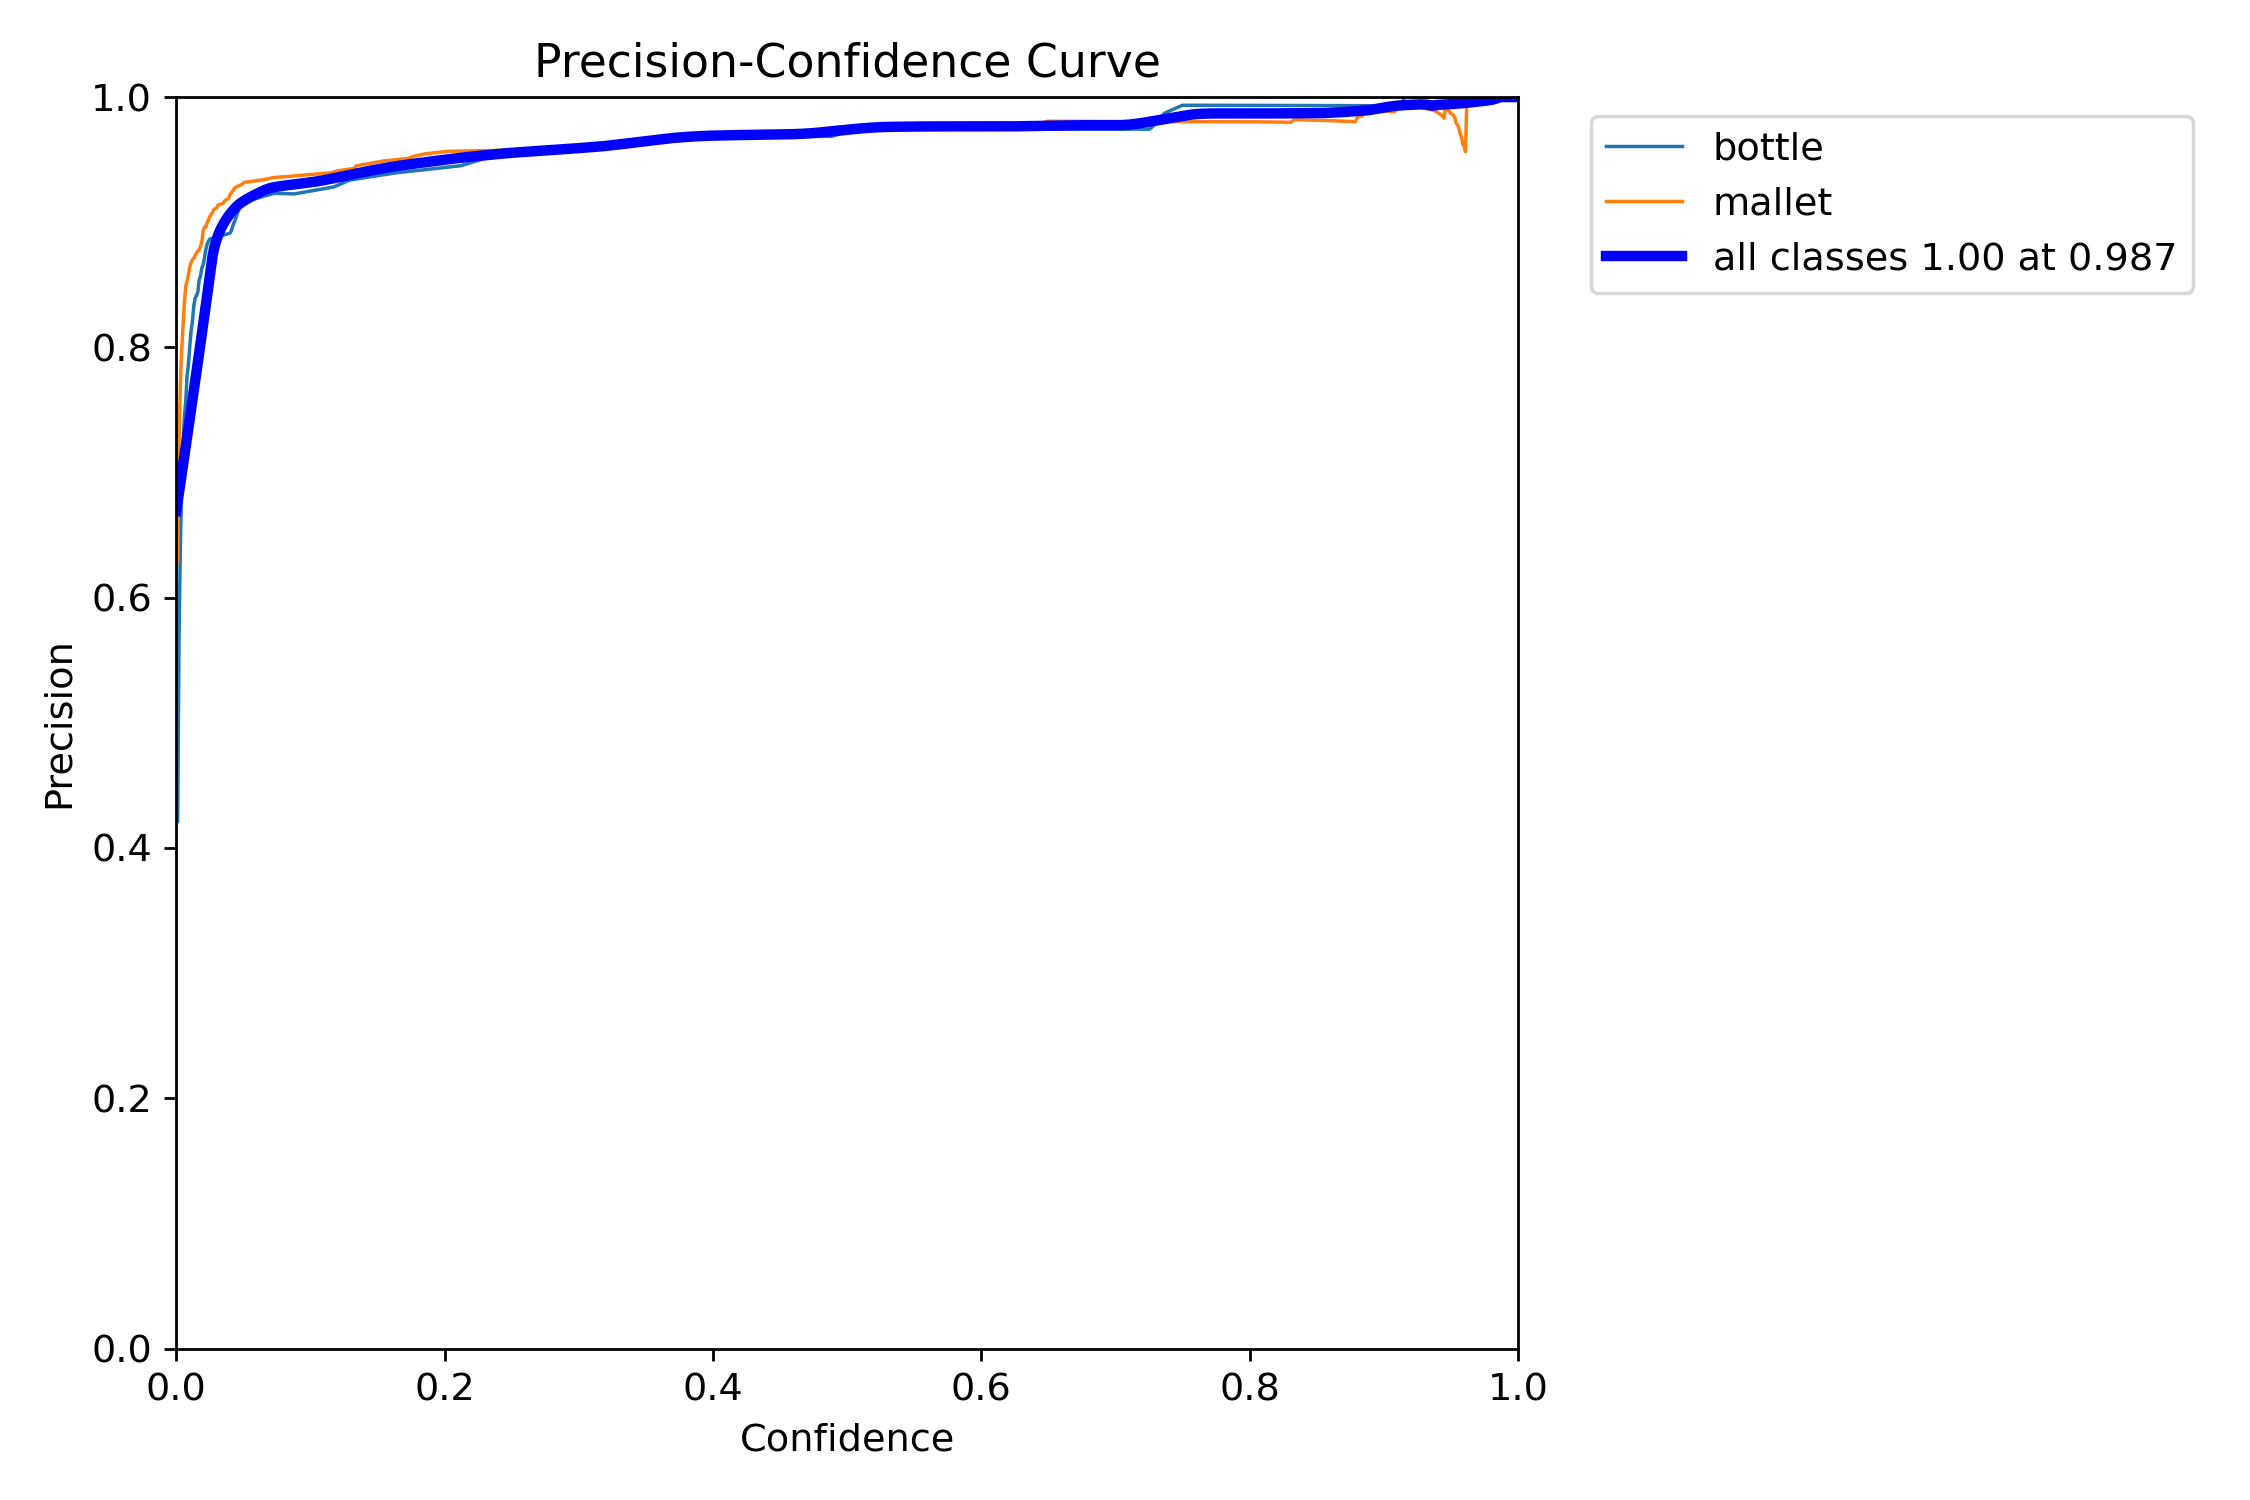 Precision-Confidence Curve
1.0
0.8
0.6
0.4
0.2
0.0
Precision
0.0 0.2 0.4 0.6 0.8 1.0
Confidence
bottle
mallet
all classes 1.00 at 0.987